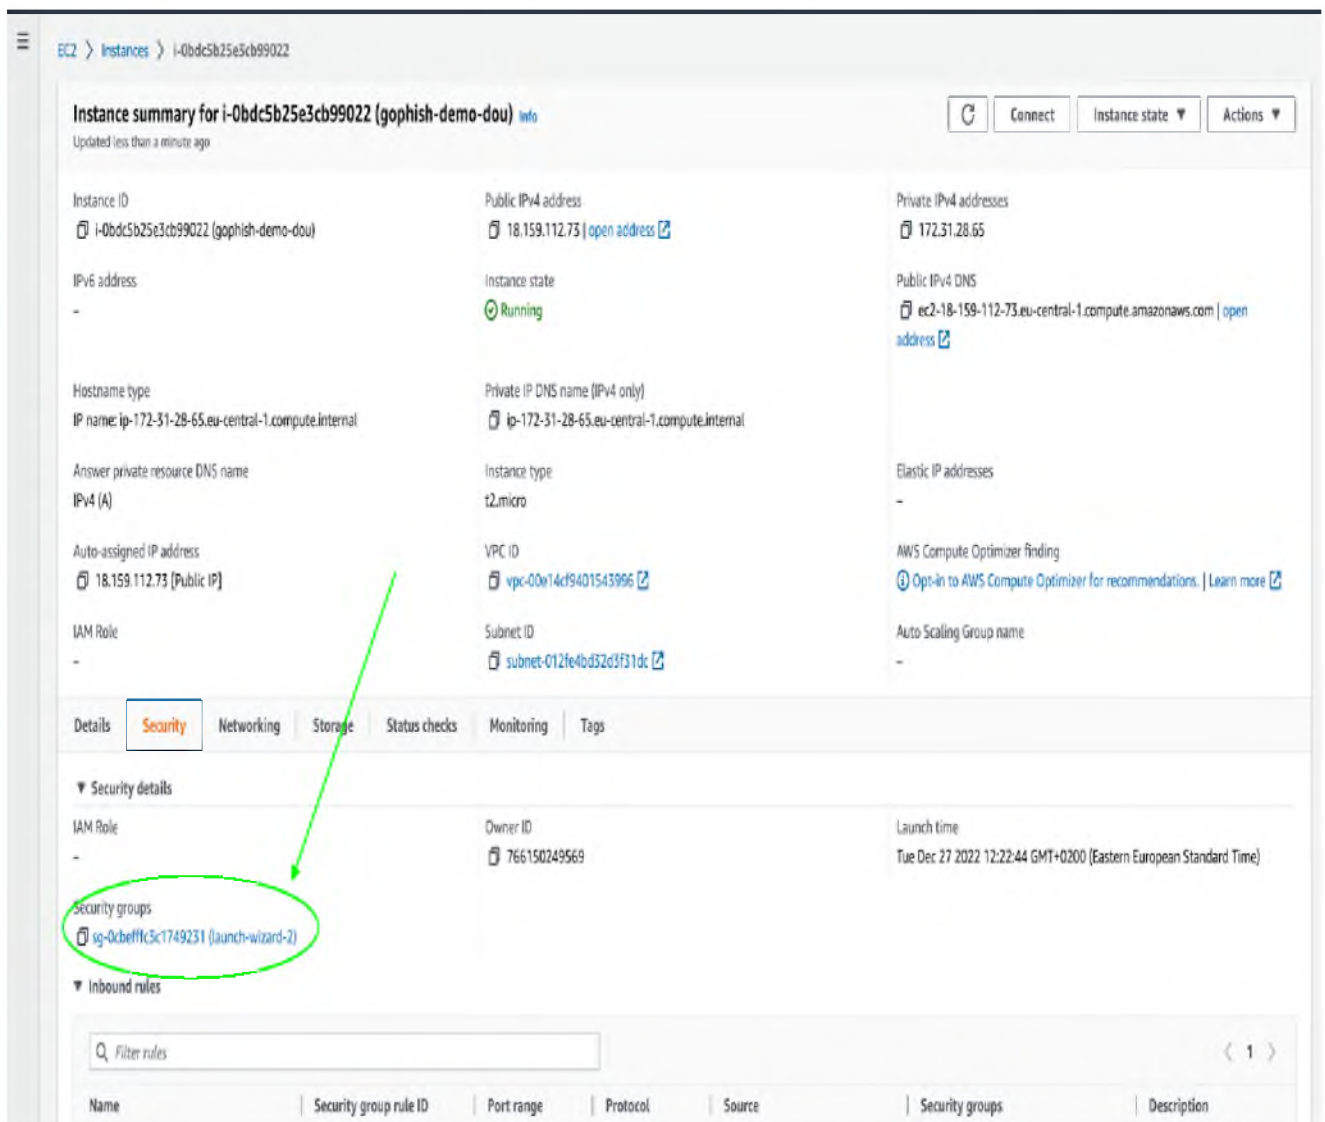 EC2 > Instances > i-0bdc5b25e3cb99022
Instance summary for i-0bdc5b25e3cb99022 (gophish-demo-dou) Info
Updated less than a minute ago
Connect
Instance state
Actions
Instance ID
i-0bdc5b25e3cb99022 (gophish-demo-dou)
Public IPv4 address
18.159.112.73 | open address
Private IPv4 addresses
172.31.28.65
IPv6 address
–
Instance state
Running
Public IPv4 DNS
ec2-18-159-112-73.eu-central-1.compute.amazonaws.com | open
address
Hostname type
IP name: ip-172-31-28-65.eu-central-1.compute.internal
Private IP DNS name (IPv4 only)
ip-172-31-28-65.eu-central-1.compute.internal
Answer private resource DNS name
IPv4 (A)
Instance type
t2.micro
Elastic IP addresses
–
Auto-assigned IP address
18.159.112.73 [Public IP]
VPC ID
vpc-00e14cf9401543996
AWS Compute Optimizer finding
Opt-in to AWS Compute Optimizer for recommendations. | Learn more
IAM Role
–
Subnet ID
subnet-012fe4bd32d3f31dc
Auto Scaling Group name
–
Details
Security
Networking
Storage
Status checks
Monitoring
Tags
Security details
IAM Role
–
Owner ID
766150249569
Launch time
Tue Dec 27 2022 12:22:44 GMT+0200 (Eastern European Standard Time)
Security groups
sg-0cbefffc3c1749231 (launch-wizard-2)
Inbound rules
Filter rules
1
Name
Security group rule ID
Port range
Protocol
Source
Security groups
Description